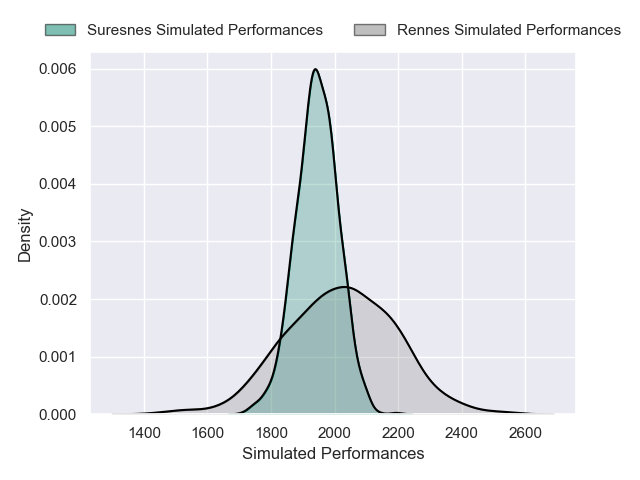 Suresnes Simulated Performances
Rennes Simulated Performances
0.006
0.005
0.004
0.003
0.002
0.001
0.000
Density
1400 1600 1800 2000 2200 2400 2600
Simulated Performances